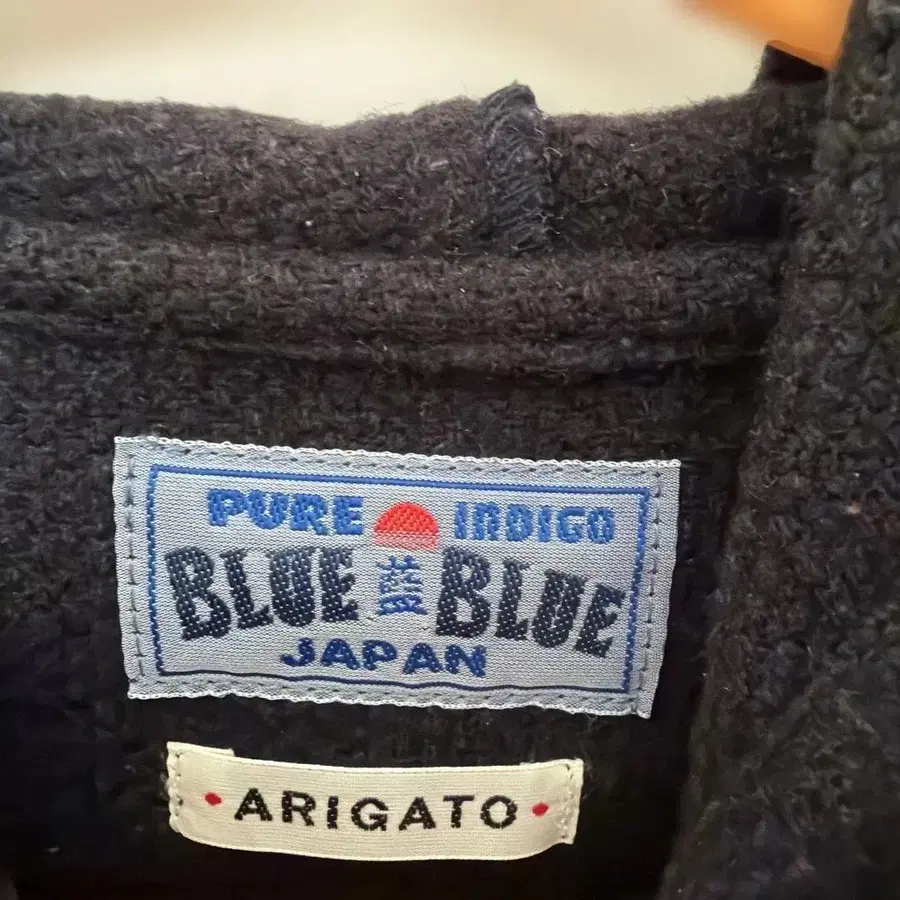 PURE INDIGO
BLUE 藍 BLUE
JAPAN
• ARIGATO •